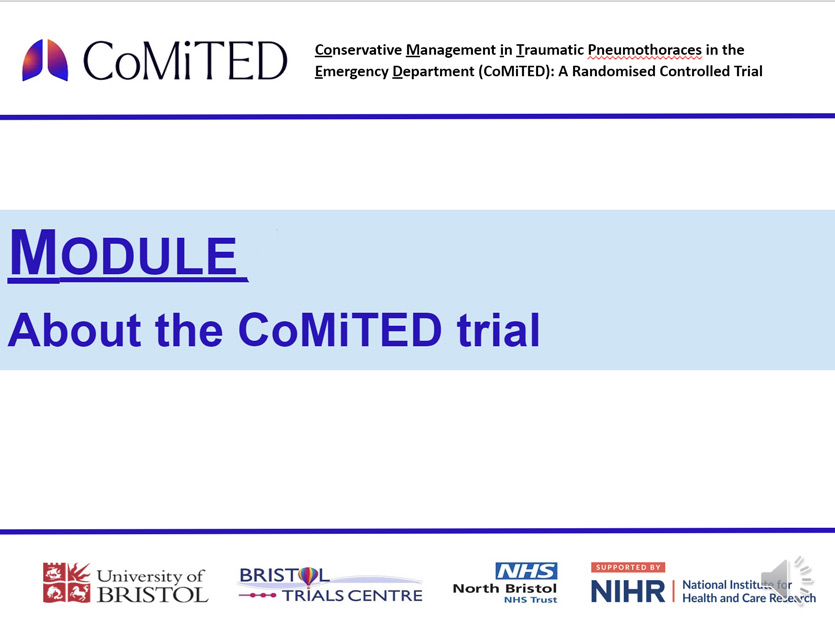 CoMiTED
Conservative Management in Traumatic Pneumothoraces in the
Emergency Department (CoMiTED): A Randomised Controlled Trial
MODULE
About the CoMiTED trial
University of
BRISTOL
BRISTOL
TRIALS CENTRE
NHS
North Bristol
NHS Trust
SUPPORTED BY
NIHR
National Institute for
Health and Care Research